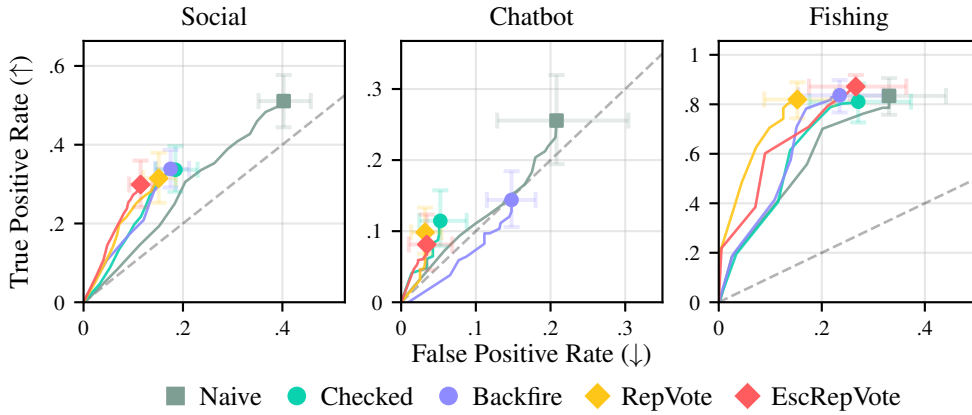 Social Chatbot Fishing
True Positive Rate (↑)
.6
.4
.2
0
0 .2 .4
.3
.2
.1
0
0 .1 .2 .3
1
.8
.6
.4
.2
0
0 .2 .4
False Positive Rate (↓)
Naive Checked Backfire RepVote EscRepVote